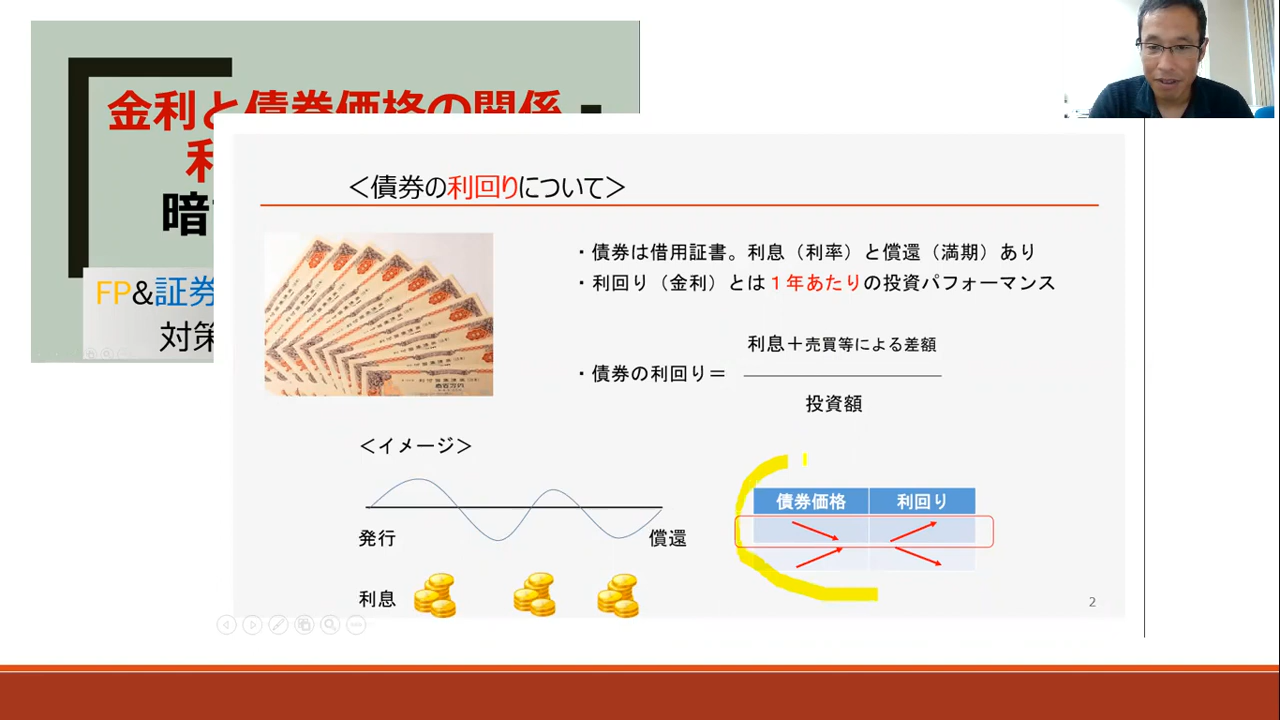 金利と債券価格の関係
利
暗
FP&証券
対策
＜債券の利回りについて＞
・債券は借用証書。利息（利率）と償還（満期）あり
・利回り（金利）とは１年あたりの投資パフォーマンス
利息＋売買等による差額
・債券の利回り＝
投資額
＜イメージ＞
発行
償還
利息
債券価格 利回り
2